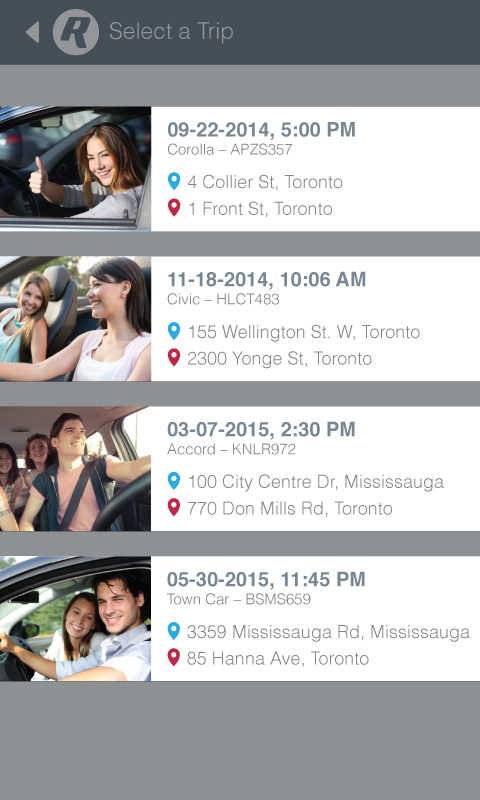 R Select a Trip
09-22-2014, 5:00 PM
Corolla – APZS357
4 Collier St, Toronto
1 Front St, Toronto
11-18-2014, 10:06 AM
Civic – HLCT483
155 Wellington St. W, Toronto
2300 Yonge St, Toronto
03-07-2015, 2:30 PM
Accord – KNLR972
100 City Centre Dr, Mississauga
770 Don Mills Rd, Toronto
05-30-2015, 11:45 PM
Town Car – BSMS659
3359 Mississauga Rd, Mississauga
85 Hanna Ave, Toronto